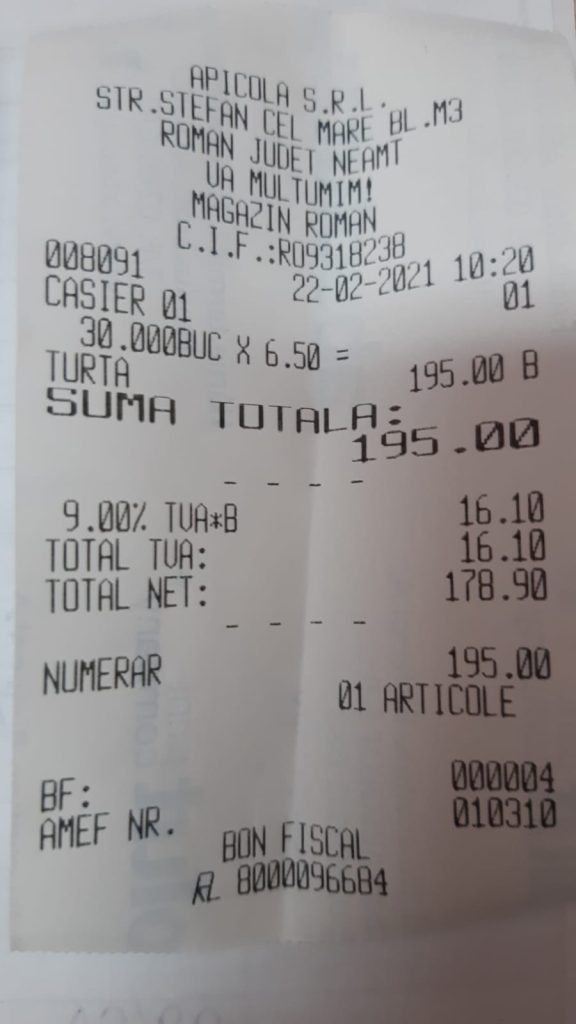 APICOLA S.R.L.
STR.STEFAN CEL MARE BL.M3
ROMAN JUDET NEAMT
VA MULTUMIM!
MAGAZIN ROMAN
C.I.F.:RO9318238
008091 22-02-2021 10:20
CASIER 01 01
30.000BUC X 6.50 =
TURTA 195.00 B
SUMA TOTALA:
195.00
- - - -
9.00% TVA*B 16.10
TOTAL TVA: 16.10
TOTAL NET: 178.90
- - - -
NUMERAR 195.00
01 ARTICOLE
BF: 000004
AMEF NR. 010310
BON FISCAL
8000096684